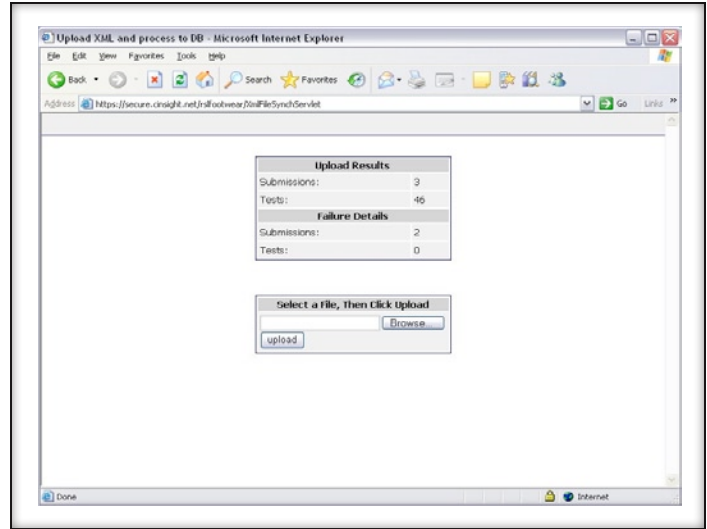 Upload XML and process to DB - Microsoft Internet Explorer
File Edit View Favorites Tools Help
Back Search Favorites
Address https://secure.cinsight.net/rslfootwear/XmlFileSynchServlet Go Links »
Upload Results
Submissions: 3
Tests: 46
Failure Details
Submissions: 2
Tests: 0
Select a File, Then Click Upload
Browse...
upload
Done Internet